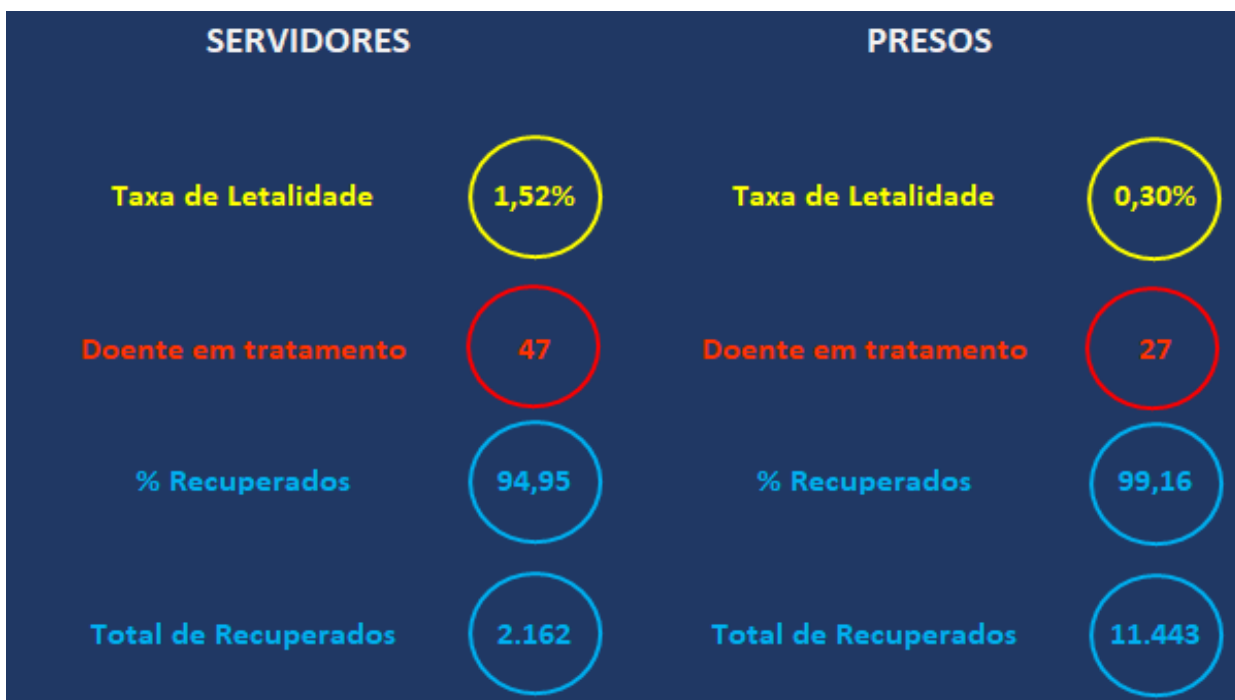 SERVIDORES
Taxa de Letalidade 1,52%
Doente em tratamento 47
% Recuperados 94,95
Total de Recuperados 2.162
PRESOS
Taxa de Letalidade 0,30%
Doente em tratamento 27
% Recuperados 99,16
Total de Recuperados 11.443